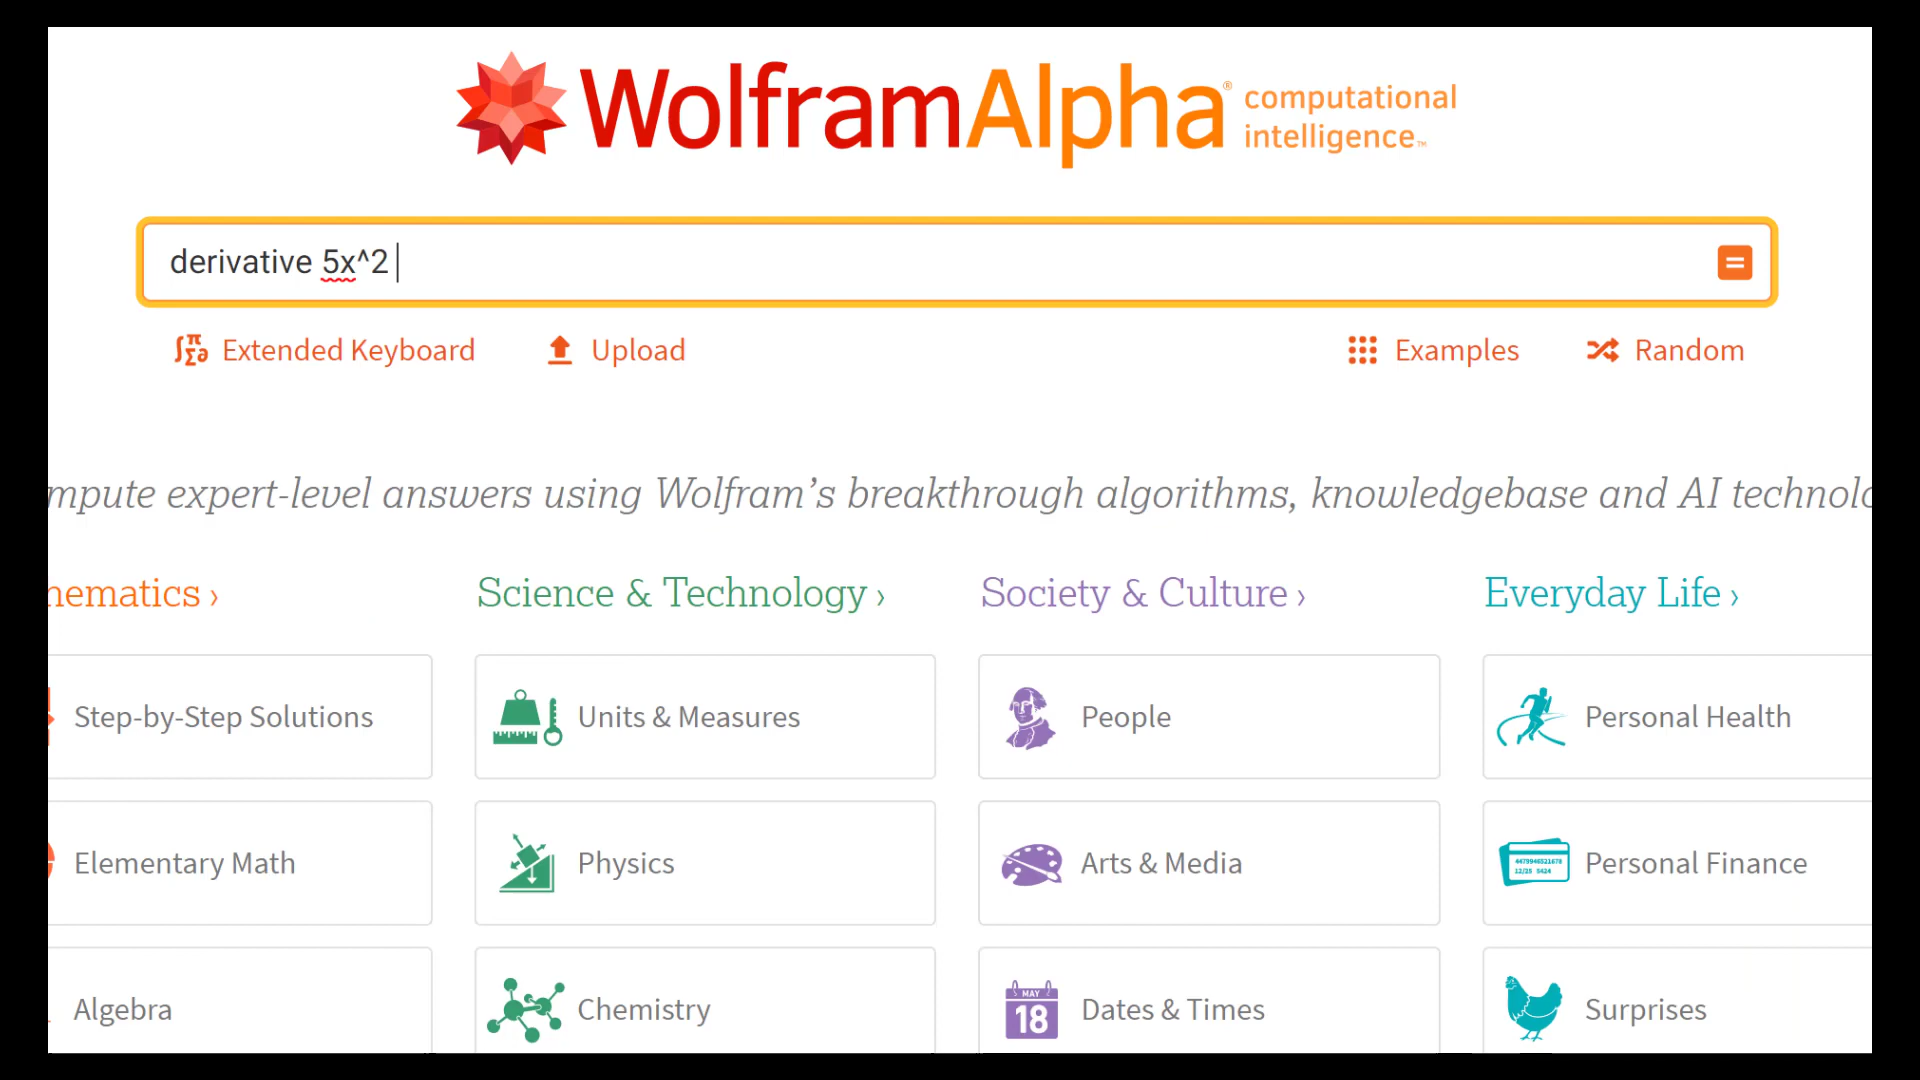 WolframAlpha® computational
intelligence™
derivative 5x^2
Extended Keyboard Upload Examples Random
mpute expert-level answers using Wolfram's breakthrough algorithms, knowledgebase and AI technolo
hematics › Science & Technology › Society & Culture › Everyday Life ›
Step-by-Step Solutions Units & Measures People Personal Health
Elementary Math Physics Arts & Media Personal Finance
Algebra Chemistry MAY 18 Dates & Times Surprises